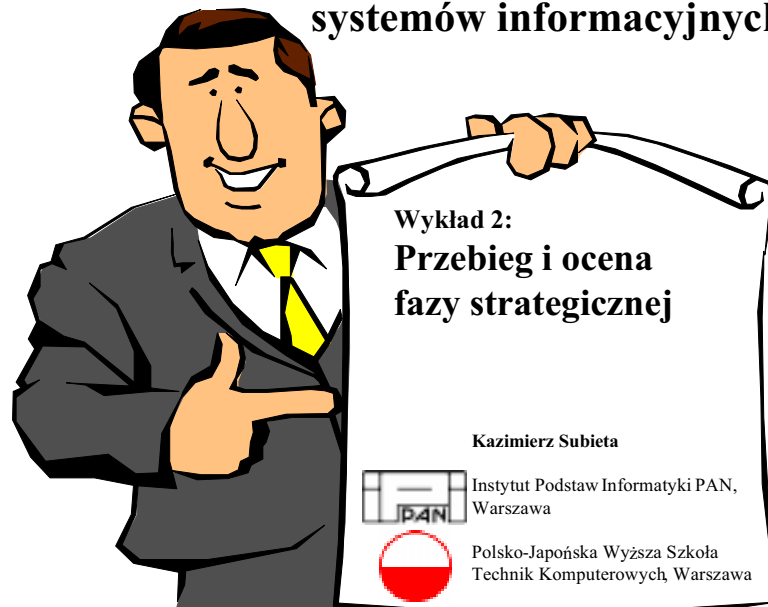 systemów informacyjnych
Wykład 2:
Przebieg i ocena
fazy strategicznej
Kazimierz Subieta
PAN
Instytut Podstaw Informatyki PAN,
Warszawa
Polsko-Japońska Wyższa Szkoła
Technik Komputerowych, Warszawa